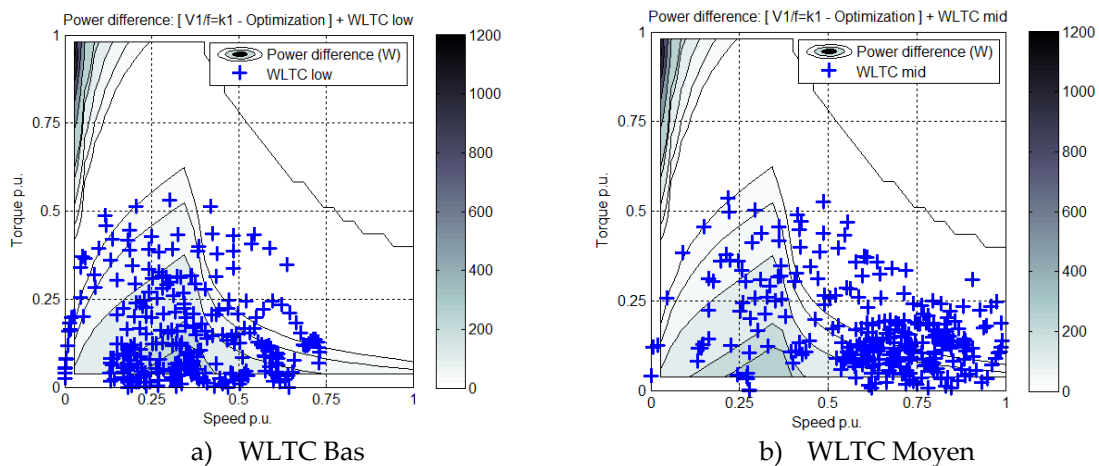 Power difference: [ V1/f=k1 - Optimization ] + WLTC low
1
0.75
0.5
0.25
0
Torque p.u.
0 0.25 0.5 0.75 1
Speed p.u.
Power difference (W)
WLTC low
1200
1000
800
600
400
200
0
a) WLTC Bas
Power difference: [ V1/f=k1 - Optimization ] + WLTC mid
1
0.75
0.5
0.25
0
Torque p.u.
0 0.25 0.5 0.75 1
Speed p.u.
Power difference (W)
WLTC mid
1200
1000
800
600
400
200
0
b) WLTC Moyen